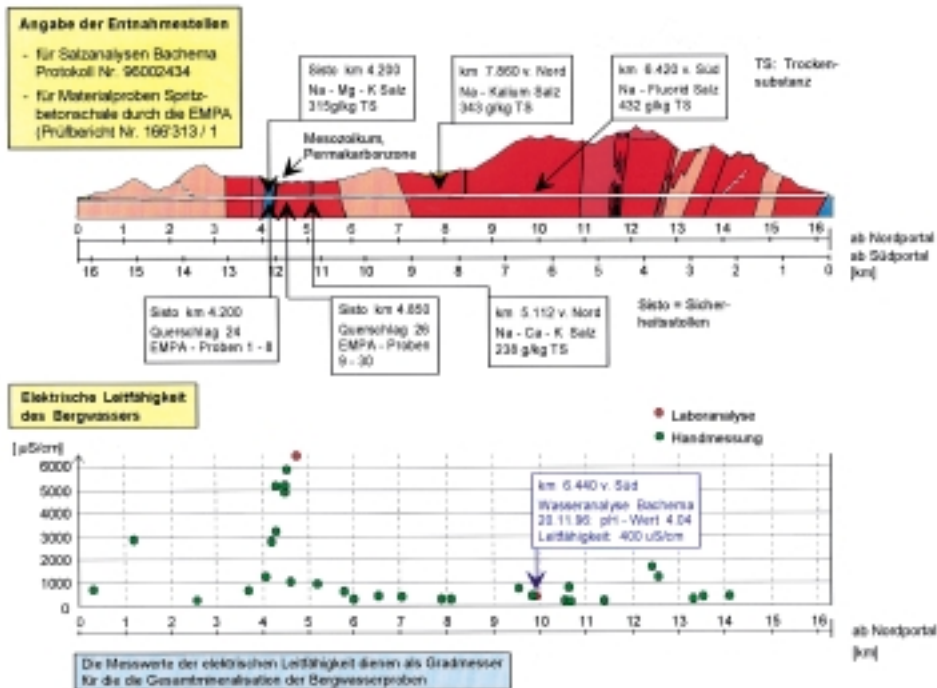 Angabe der Entnahmestellen
- für Salzanalysen Bachema
Protokoll Nr. 96002434
- für Materialproben Spritz-
betonschale durch die EMPA
(Prüfbericht Nr. 166'313 / 1
Sisto km 4.200
Na - Mg - K Salz
315g/kg TS
km 7.860 v. Nord
Na - Kalium Salz
343 g/kg TS
km 6.420 v. Süd
Na - Fluorid Salz
432 g/kg TS
TS: Trocken-
substanz
Mesozoikum,
Permakarbonzone
0 1 2 3 4 5 6 7 8 9 10 11 12 13 14 15 16
ab Nordportal
ab Südportal
16 15 14 13 12 11 10 9 8 7 6 5 4 3 2 1 0
[km]
Sisto km 4.200
Querschlag 24
EMPA - Proben 1 - 8
Sisto km 4.850
Querschlag 26
EMPA - Proben
9 - 30
km 5.112 v. Nord
Na - Ca - K Salz
238 g/kg TS
Sisto = Sicher-
heitsstollen
Elektrische Leitfähigkeit
des Bergwassers
Laboranalyse
Handmessung
[µS/cm]
6000
5000
4000
3000
2000
1000
0
km 6.440 v. Süd
Wasseranalyse Bachema
20.11.96: pH - Wert 4.04
Leitfähigkeit 400 uS/cm
0 1 2 3 4 5 6 7 8 9 10 11 12 13 14 15 16
ab Nordportal
[km]
Die Messwerte der elektrischen Leitfähigkeit dienen als Gradmesser
für die die Gesamtmineralisation der Bergwasserproben